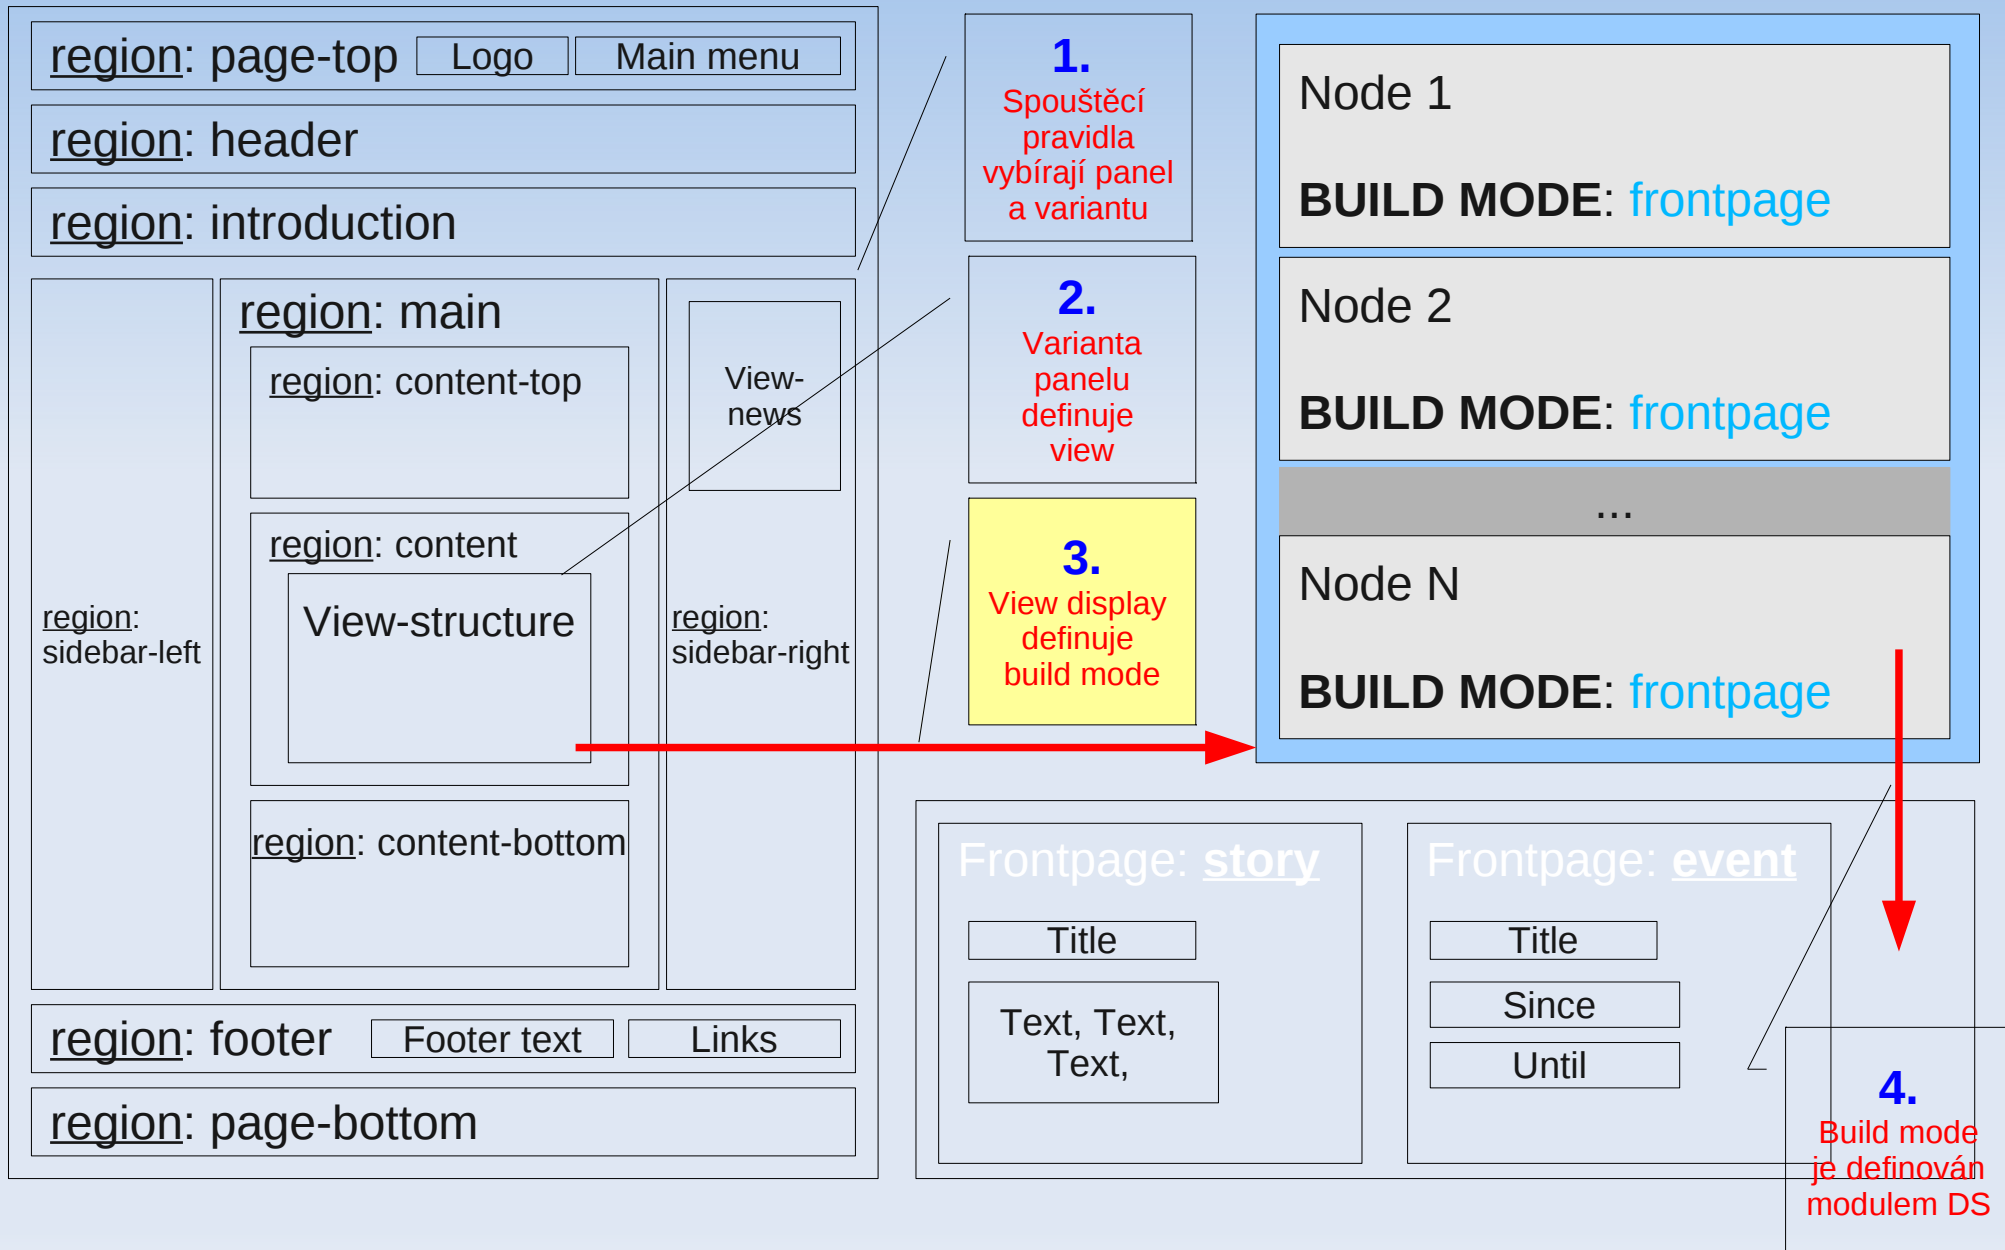 region: page-top
Logo
Main menu
region: header
region: introduction
region: main
region: content-top
View-
news
region: content
View-structure
region:
sidebar-left
region:
sidebar-right
region: content-bottom
region: footer
Footer text
Links
region: page-bottom
1.
Spouštěcí
pravidla
vybírají panel
a variantu
2.
Varianta
panelu
definuje
view
3.
View display
definuje
build mode
Node 1
BUILD MODE: frontpage
Node 2
BUILD MODE: frontpage
...
Node N
BUILD MODE: frontpage
Frontpage: story
Title
Text, Text,
Text,
Frontpage: event
Title
Since
Until
4.
Build mode
je definován
modulem DS